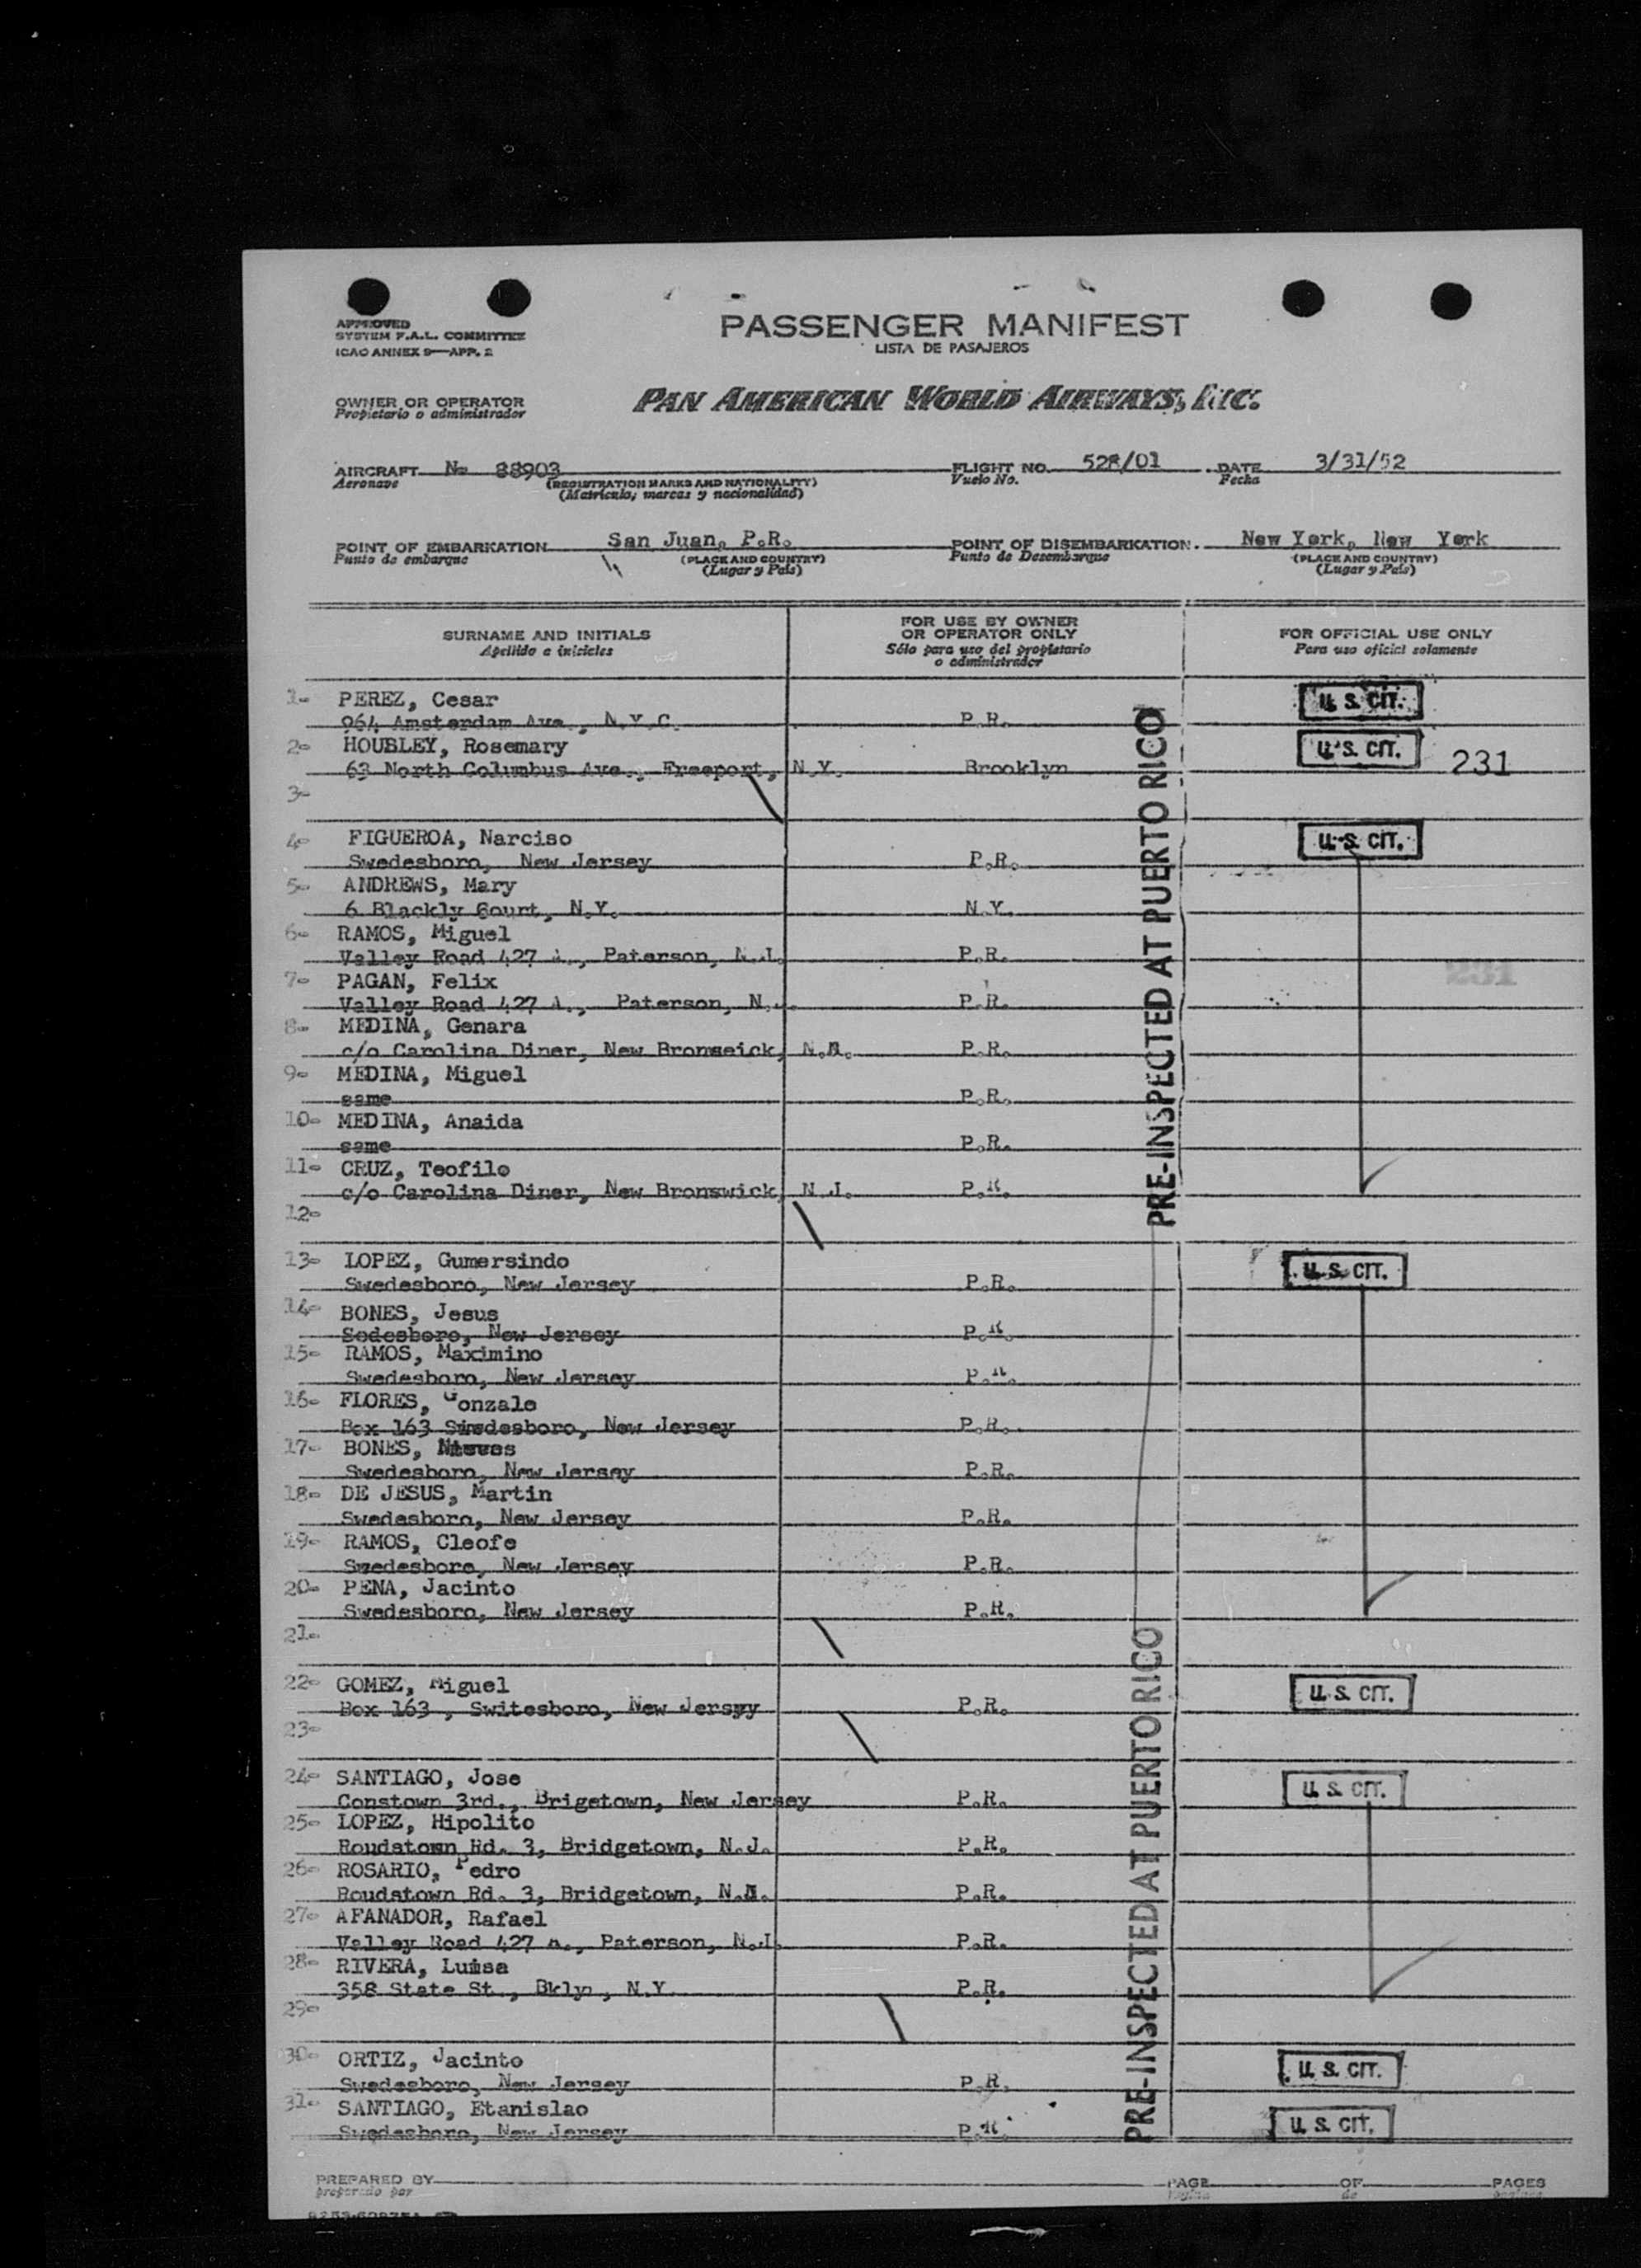 APPROVED
SYSTEM F.A.L. COMMITTEE
ICAO ANNEX 9—APP. 2
PASSENGER MANIFEST
LISTA DE PASAJEROS
OWNER OR OPERATOR
Propietario o administrador
PAN AMERICAN WORLD AIRWAYS, INC.
AIRCRAFT No 88903 FLIGHT NO. 528/01 DATE 3/31/52
Aeronave (REGISTRATION MARKS AND NATIONALITY) Vuelo No. Fecha
(Matricula, marcas y nacionalidad)
POINT OF EMBARKATION San Juan, P.R. POINT OF DISEMBARKATION. New York, New York
Punto de embarque (PLACE AND COUNTRY) Punto de Desembarque (PLACE AND COUNTRY)
(Lugar y País) (Lugar y País)
SURNAME AND INITIALS FOR USE BY OWNER OR OPERATOR ONLY FOR OFFICIAL USE ONLY
Apellido e iniciales Sólo para uso del propietario o administrador Para uso oficial solamente
1- PEREZ, Cesar U. S. CIT.
964 Amsterdam Ave., N.Y.C. P.R.
2- HOUSLEY, Rosemary U. S. CIT. 231
63 North Columbus Ave., Freeport, N.Y. Brooklyn
3-
4- FIGUEROA, Narciso U. S. CIT.
Swedesboro, New Jersey P.R.
5- ANDREWS, Mary
6 Blackly Court, N.Y. N.Y.
6- RAMOS, Miguel
Valley Road 427 A., Paterson, N.J. P.R.
7- PAGAN, Felix 231
Valley Road 427 A., Paterson, N.J. P.R.
8- MEDINA, Genara
c/o Carolina Diner, New Bromseick, N.J. P.R.
9- MEDINA, Miguel
same P.R.
10- MEDINA, Anaida
same P.R.
11- CRUZ, Teofilo
c/o Carolina Diner, New Bronswick, N.J. P.R.
12-
PRE-INSPECTED AT PUERTO RICO
13- LOPEZ, Gumersindo U. S. CIT.
Swedesboro, New Jersey P.R.
14- BONES, Jesus
Sodesboro, New Jersey P.R.
15- RAMOS, Maximino
Swedesboro, New Jersey P.R.
16- FLORES, Gonzalo
Box 163 Swedesboro, New Jersey P.R.
17- BONES, Nieves
Swedesboro, New Jersey P.R.
18- DE JESUS, Martin
Swedesboro, New Jersey P.R.
19- RAMOS, Cleofe
Swedesboro, New Jersey P.R.
20- PENA, Jacinto
Swedesboro, New Jersey P.R.
21-
22- GOMEZ, Miguel U. S. CIT.
Box 163 , Switesboro, New Jersey P.R.
23-
24- SANTIAGO, Jose U. S. CIT.
Constown 3rd., Brigetown, New Jersey P.R.
25- LOPEZ, Hipolito
Roudstown Rd. 3, Bridgetown, N.J. P.R.
26- ROSARIO, Pedro
Roudstown Rd. 3, Bridgetown, N.J. P.R.
27- AFANADOR, Rafael
Valley Road 427 A., Paterson, N.J. P.R.
28- RIVERA, Luisa
358 State St., Bklyn, N.Y. P.R.
29-
30- ORTIZ, Jacinto U. S. CIT.
Swedesboro, New Jersey P.R.
31- SANTIAGO, Etanislao U. S. CIT.
Swedesboro, New Jersey P.R.
PRE-INSPECTED AT PUERTO RICO
PREPARED BY PAGE OF PAGES
preparado por Pagina de paginas